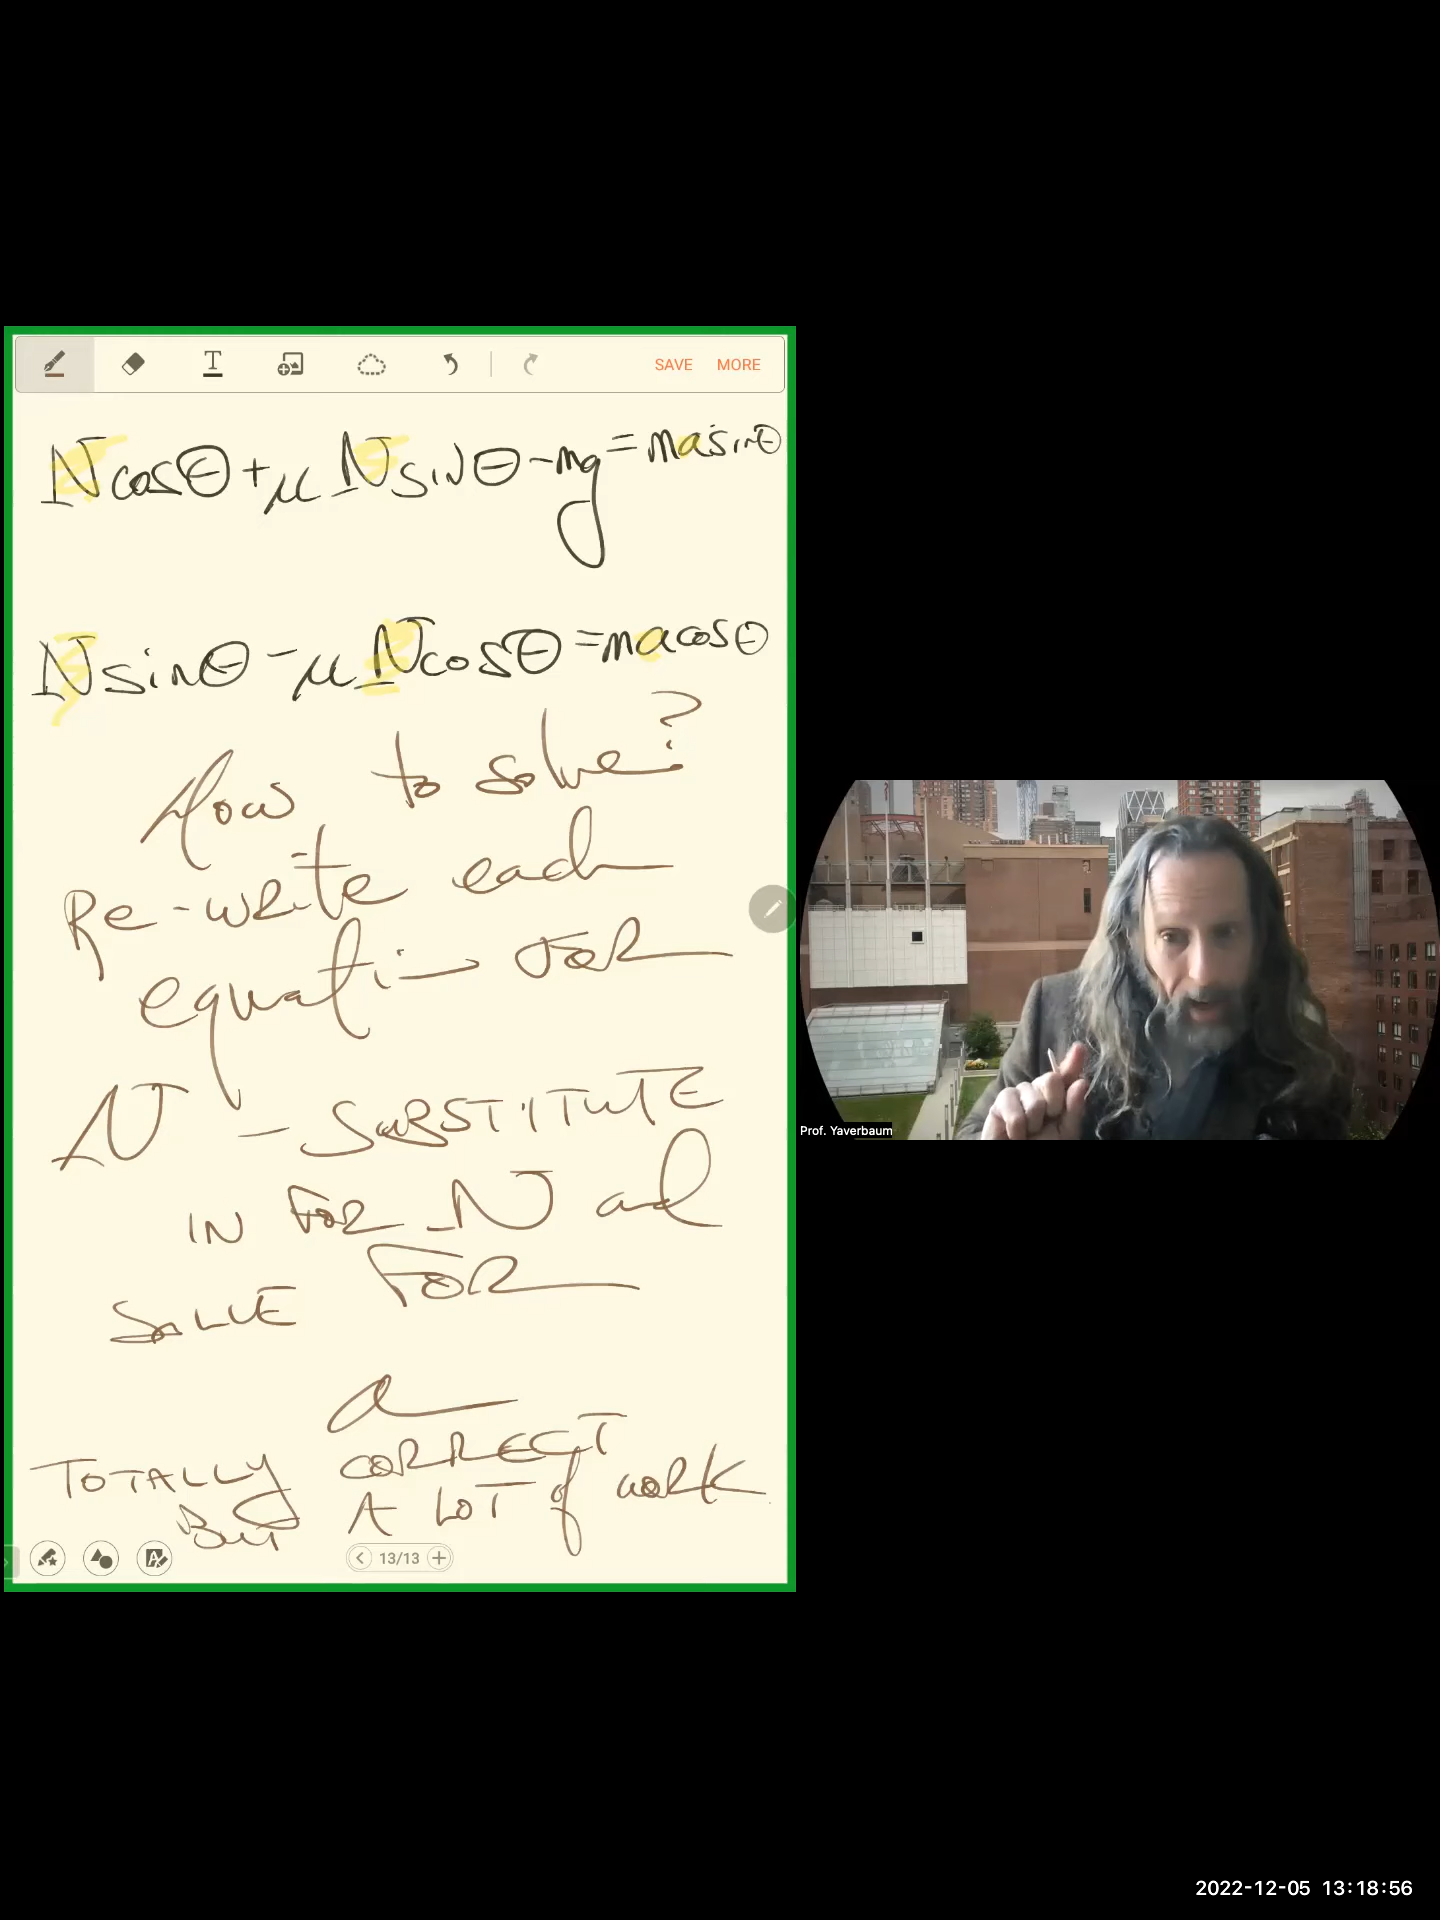 T
SAVE
MORE
Ncosθ+μNsinθ-mg=masinθ
Nsinθ-μNcosθ=macosθ
How to solve?
Re-write each
equation FOR
N - SUBSTITUTE
IN FOR N and
SOLVE FOR
a
TOTALLY CORRECT
But A LOT of work
13/13
Prof. Yaverbaum
2022-12-05 13:18:56